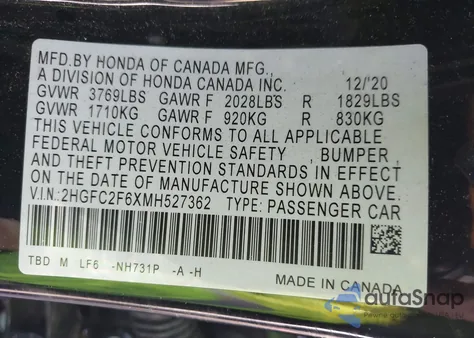 MFD.BY HONDA OF CANADA MFG.,
A DIVISION OF HONDA CANADA INC. 12/'20
GVWR 3769LBS GAWR F 2028LBS R 1829LBS
GVWR 1710KG GAWR F 920KG R 830KG
THIS VEHICLE CONFORMS TO ALL APPLICABLE
FEDERAL MOTOR VEHICLE SAFETY , BUMPER ,
AND THEFT PREVENTION STANDARDS IN EFFECT
ON THE DATE OF MANUFACTURE SHOWN ABOVE.
V.I.N.:2HGFC2F6XMH527362 TYPE: PASSENGER CAR
TBD M LF6 -NH731P -A -H
MADE IN CANADA
autaSnap